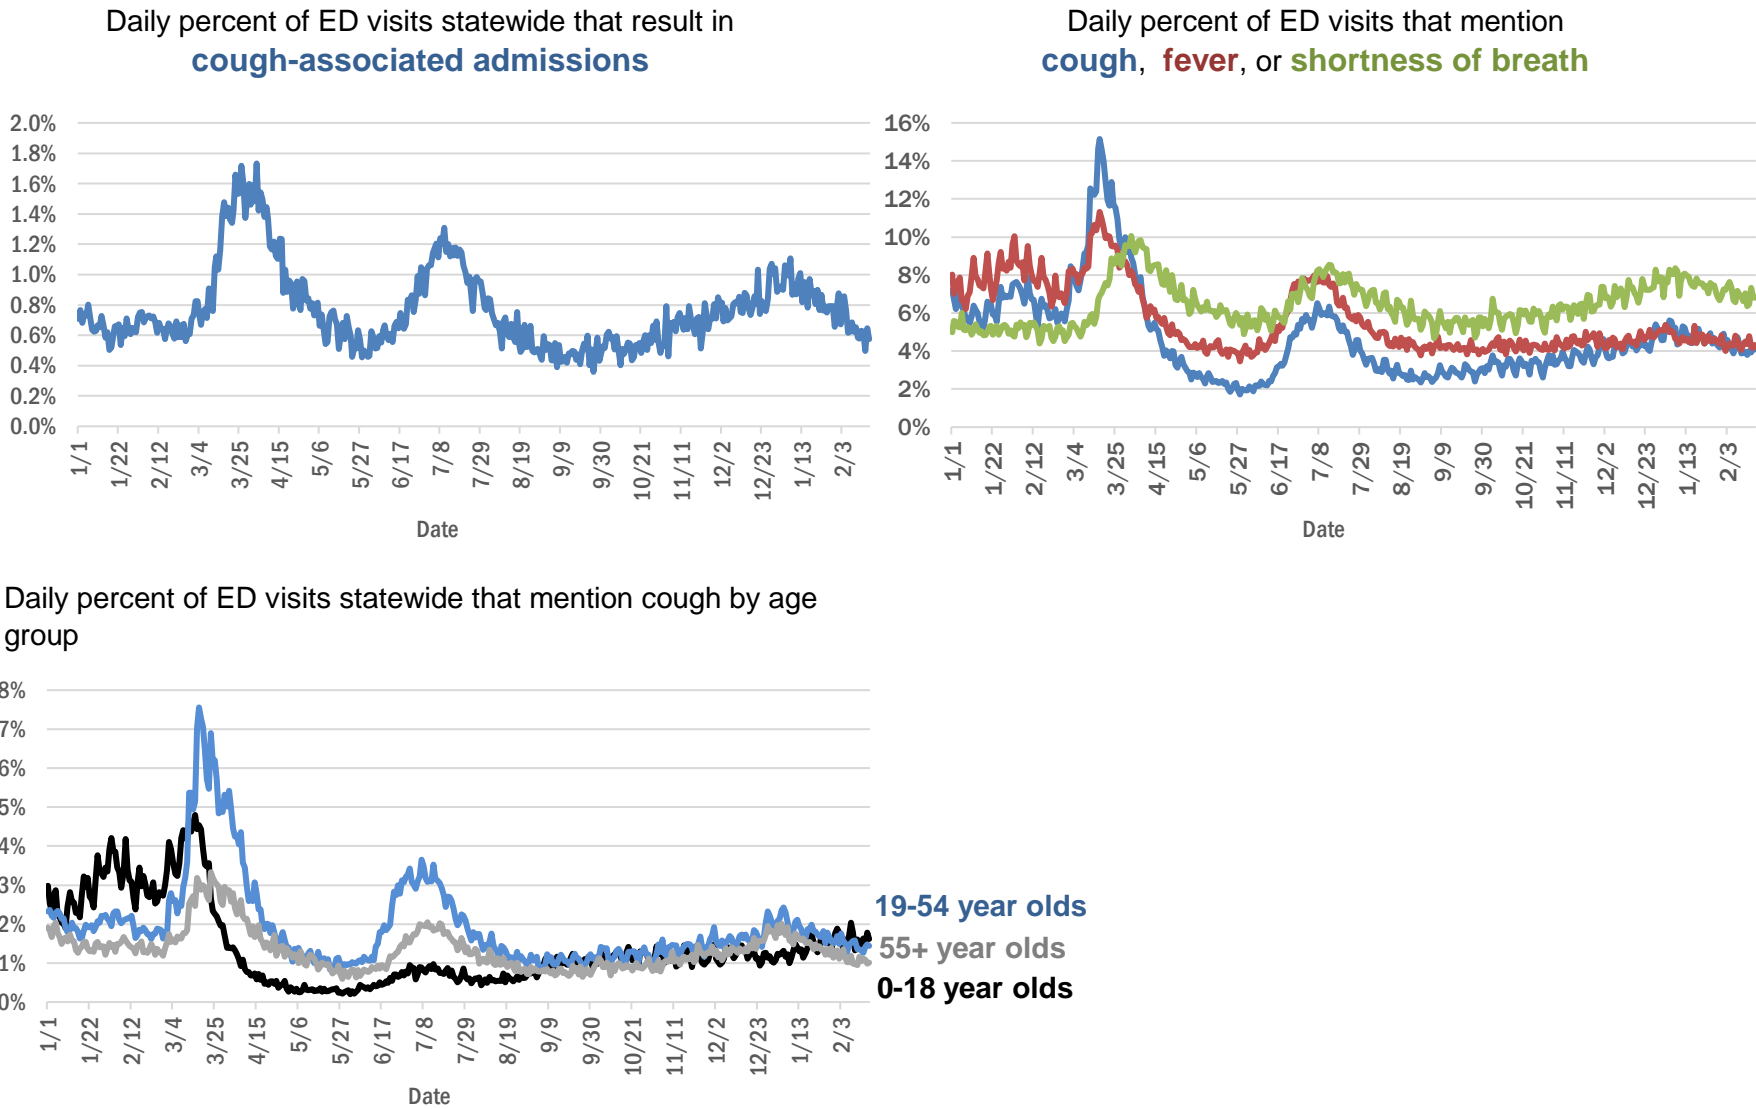 Daily percent of ED visits statewide that result in
cough-associated admissions
2.0%
1.8%
1.6%
1.4%
1.2%
1.0%
0.8%
0.6%
0.4%
0.2%
0.0%
1/1 1/22 2/12 3/4 3/25 4/15 5/6 5/27 6/17 7/8 7/29 8/19 9/9 9/30 10/21 11/11 12/2 12/23 1/13 2/3
Date
Daily percent of ED visits that mention
cough, fever, or shortness of breath
16%
14%
12%
10%
8%
6%
4%
2%
0%
1/1 1/22 2/12 3/4 3/25 4/15 5/6 5/27 6/17 7/8 7/29 8/19 9/9 9/30 10/21 11/11 12/2 12/23 1/13 2/3
Date
Daily percent of ED visits statewide that mention cough by age
group
8%
7%
6%
5%
4%
3%
2%
1%
0%
1/1 1/22 2/12 3/4 3/25 4/15 5/6 5/27 6/17 7/8 7/29 8/19 9/9 9/30 10/21 11/11 12/2 12/23 1/13 2/3
Date
19-54 year olds
55+ year olds
0-18 year olds